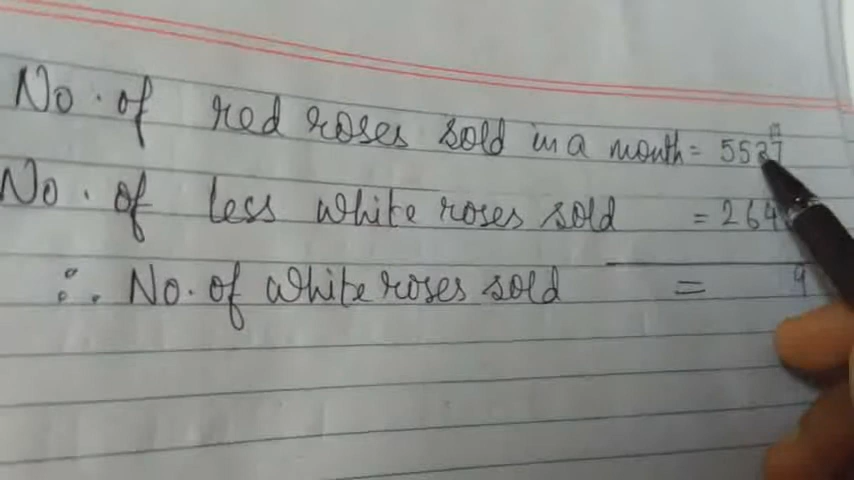 No. of red roses sold in a month = 5537
No. of less white roses sold = 264
∴ No. of white roses sold = 9